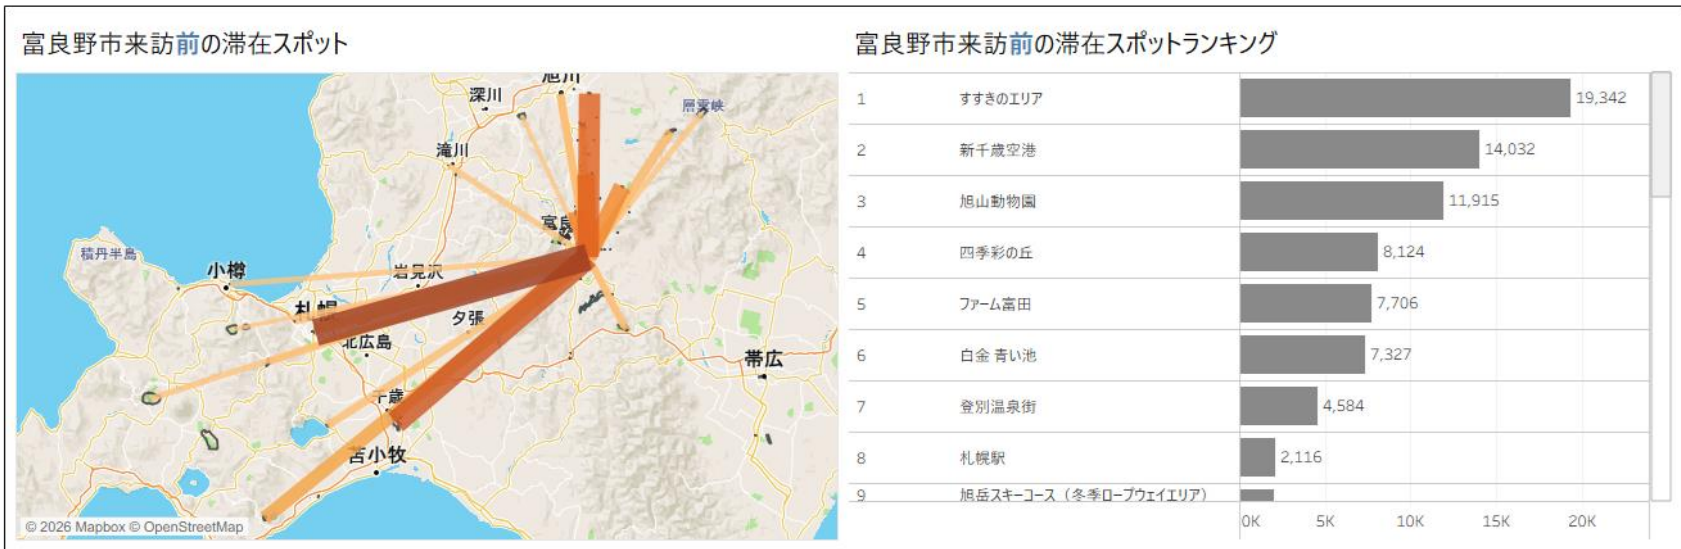 富良野市来訪前の滞在スポット
旭川
深川
層雲峡
滝川
富良
積丹半島
小樽
岩見沢
札幌
夕張
北広島
帯広
千歳
苫小牧
© 2026 Mapbox © OpenStreetMap
富良野市来訪前の滞在スポットランキング
1 すすきのエリア 19,342
2 新千歳空港 14,032
3 旭山動物園 11,915
4 四季彩の丘 8,124
5 ファーム富田 7,706
6 白金 青い池 7,327
7 登別温泉街 4,584
8 札幌駅 2,116
9 旭岳スキーコース（冬季ロープウェイエリア）
0K 5K 10K 15K 20K